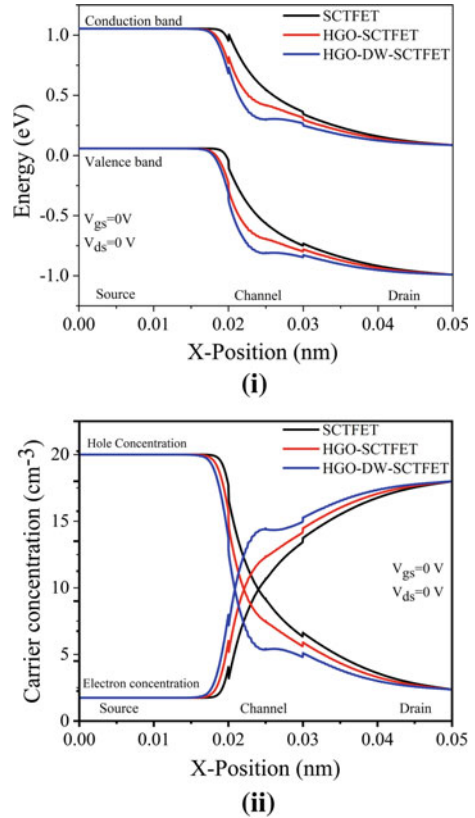 Conduction band
SCTFET
HGO-SCTFET
HGO-DW-SCTFET
1.0
0.5
0.0
-0.5
-1.0
Energy (eV)
Valence band
Vgs=0V
Vds=0 V
Source
Channel
Drain
0.00
0.01
0.02
0.03
0.04
0.05
X-Position (nm)
(i)
SCTFET
HGO-SCTFET
HGO-DW-SCTFET
Hole Concentration
20
15
10
5
0
Carrier concentration (cm-3)
Vgs=0 V
Vds=0 V
Electron concentration
Source
Channel
Drain
0.00
0.01
0.02
0.03
0.04
0.05
X-Position (nm)
(ii)